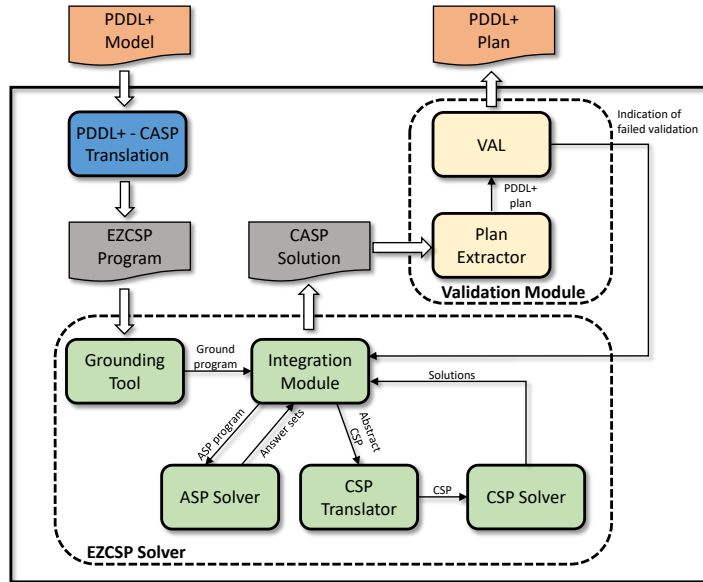 PDDL+
Model
PDDL+
Plan
PDDL+ - CASP
Translation
VAL
Indication of
failed validation
PDDL+
plan
EZCSP
Program
CASP
Solution
Plan
Extractor
Validation Module
Grounding
Tool
Ground
program
Integration
Module
Solutions
ASP program
Answer sets
Abstract
CSP
ASP Solver
CSP
Translator
CSP
CSP Solver
EZCSP Solver